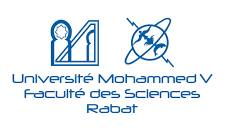 Université Mohammed V
Faculté des Sciences
Rabat